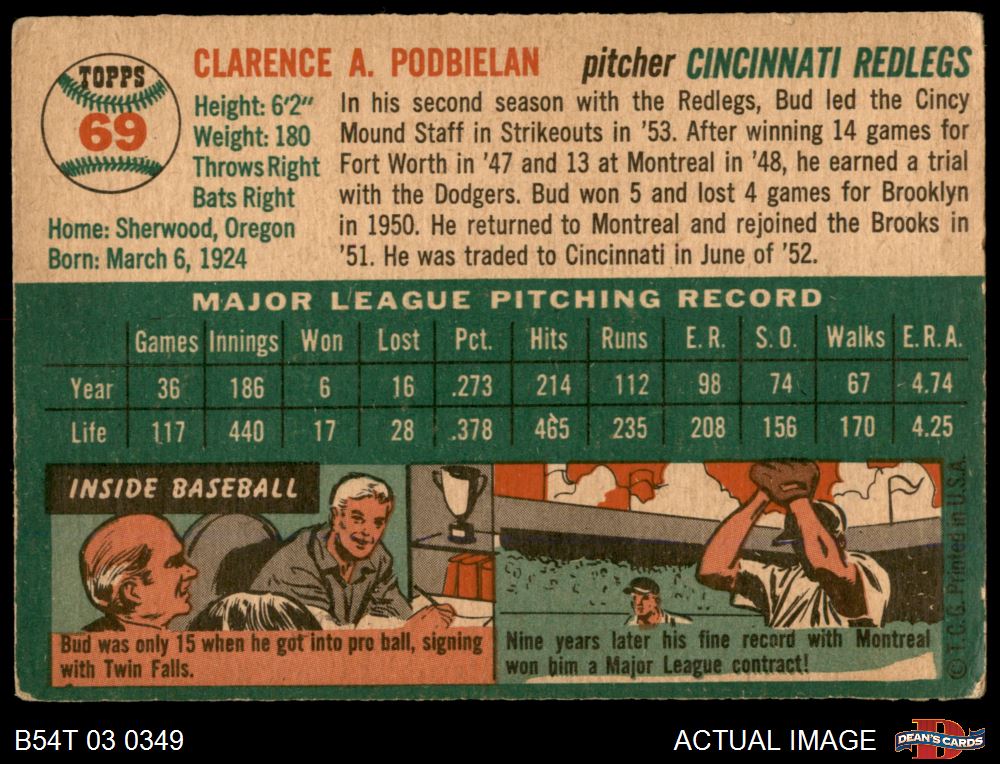 TOPPS
69
CLARENCE A. PODBIELAN pitcher CINCINNATI REDLEGS
Height: 6'2"
Weight: 180
Throws Right
Bats Right
Home: Sherwood, Oregon
Born: March 6, 1924
In his second season with the Redlegs, Bud led the Cincy
Mound Staff in Strikeouts in '53. After winning 14 games for
Fort Worth in '47 and 13 at Montreal in '48, he earned a trial
with the Dodgers. Bud won 5 and lost 4 games for Brooklyn
in 1950. He returned to Montreal and rejoined the Brooks in
'51. He was traded to Cincinnati in June of '52.
MAJOR LEAGUE PITCHING RECORD
Games Innings Won Lost Pct. Hits Runs E. R. S. O. Walks E.R.A.
Year 36 186 6 16 .273 214 112 98 74 67 4.74
Life 117 440 17 28 .378 465 235 208 156 170 4.25
INSIDE BASEBALL
Bud was only 15 when he got into pro ball, signing
with Twin Falls.
Nine years later his fine record with Montreal
won him a Major League contract!
© T.C.G. Printed in U.S.A.
B54T 03 0349
ACTUAL IMAGE
D
DEAN'S CARDS